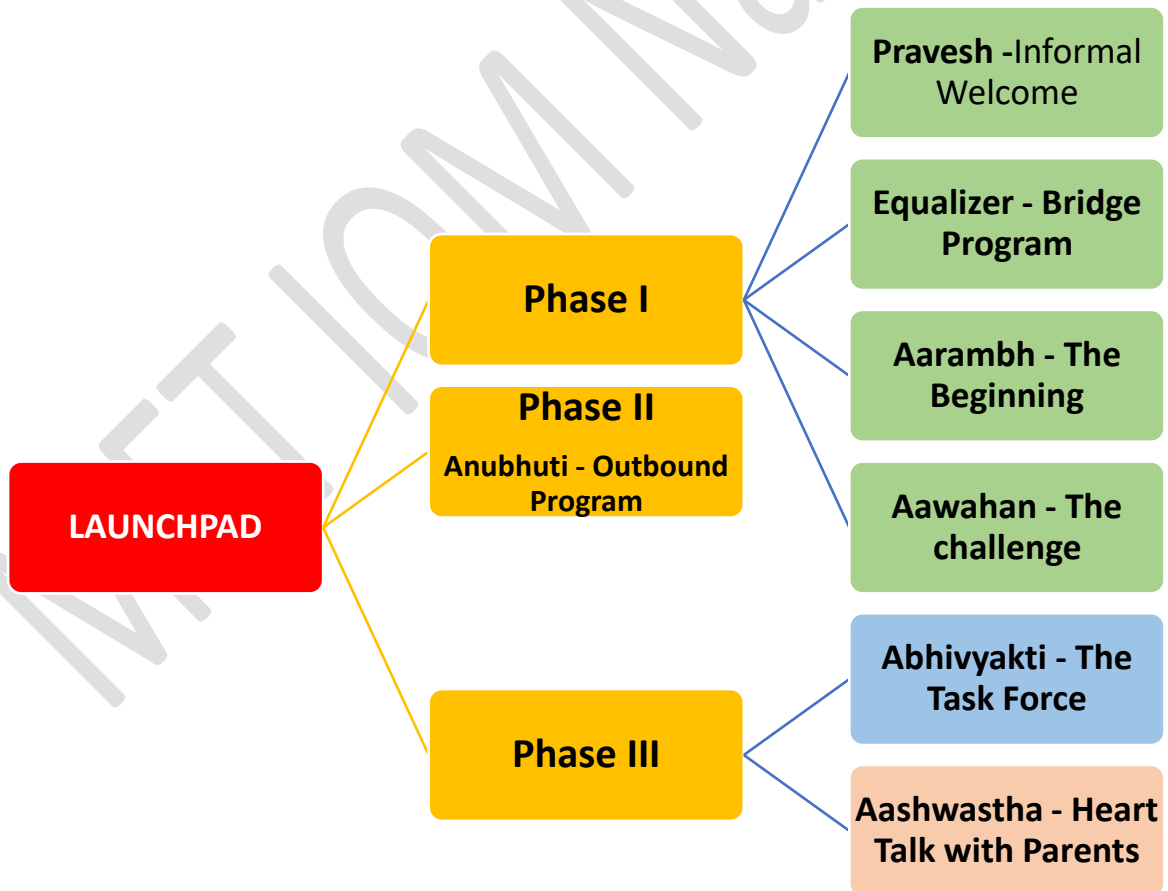 LAUNCHPAD
Phase I
Pravesh -Informal
Welcome
Equalizer - Bridge
Program
Aarambh - The
Beginning
Aawahan - The
challenge
Phase II
Anubhuti - Outbound
Program
Phase III
Abhivyakti - The
Task Force
Aashwastha - Heart
Talk with Parents